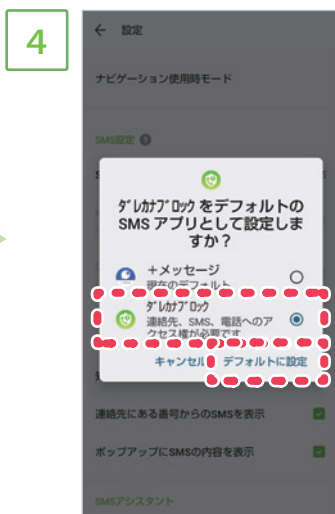 4
← 設定
ナビゲーション使用時モード
SMS設定 ?
S
ﾀﾞﾚｶﾅﾌﾞﾛｯｸ をデフォルトの
SMS アプリとして設定しま
すか？
＋メッセージ
現在のデフォルト
ﾀﾞﾚｶﾅﾌﾞﾛｯｸ
連絡先、SMS、電話へのア
クセス権が必要です
キャンセル デフォルトに設定
連絡先にある番号からのSMSを表示
ポップアップにSMSの内容を表示
SMSアシスタント